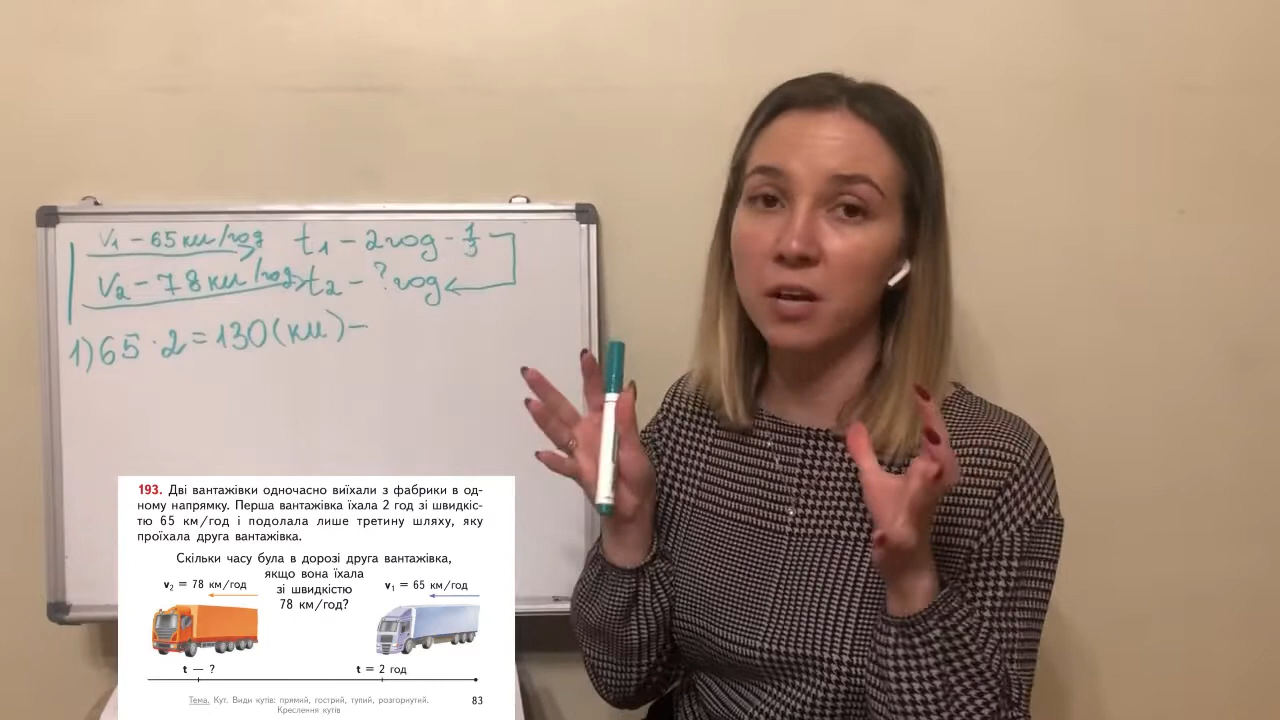 V₁ – 65 км/год t₁ – 2 год – 1/3
V₂ – 78 км/год t₂ – ? год
1) 65 · 2 = 130 (км) –
193. Дві вантажівки одночасно виїхали з фабрики в од-
ному напрямку. Перша вантажівка їхала 2 год зі швидкіс-
тю 65 км/год і подолала лише третину шляху, яку
проїхала друга вантажівка.
Скільки часу була в дорозі друга вантажівка,
якщо вона їхала
зі швидкістю
78 км/год?
v₂ = 78 км/год
v₁ = 65 км/год
t — ?
t = 2 год
Тема. Кут. Види кутів: прямий, гострий, тупий, розгорнутий.
Креслення кутів
83